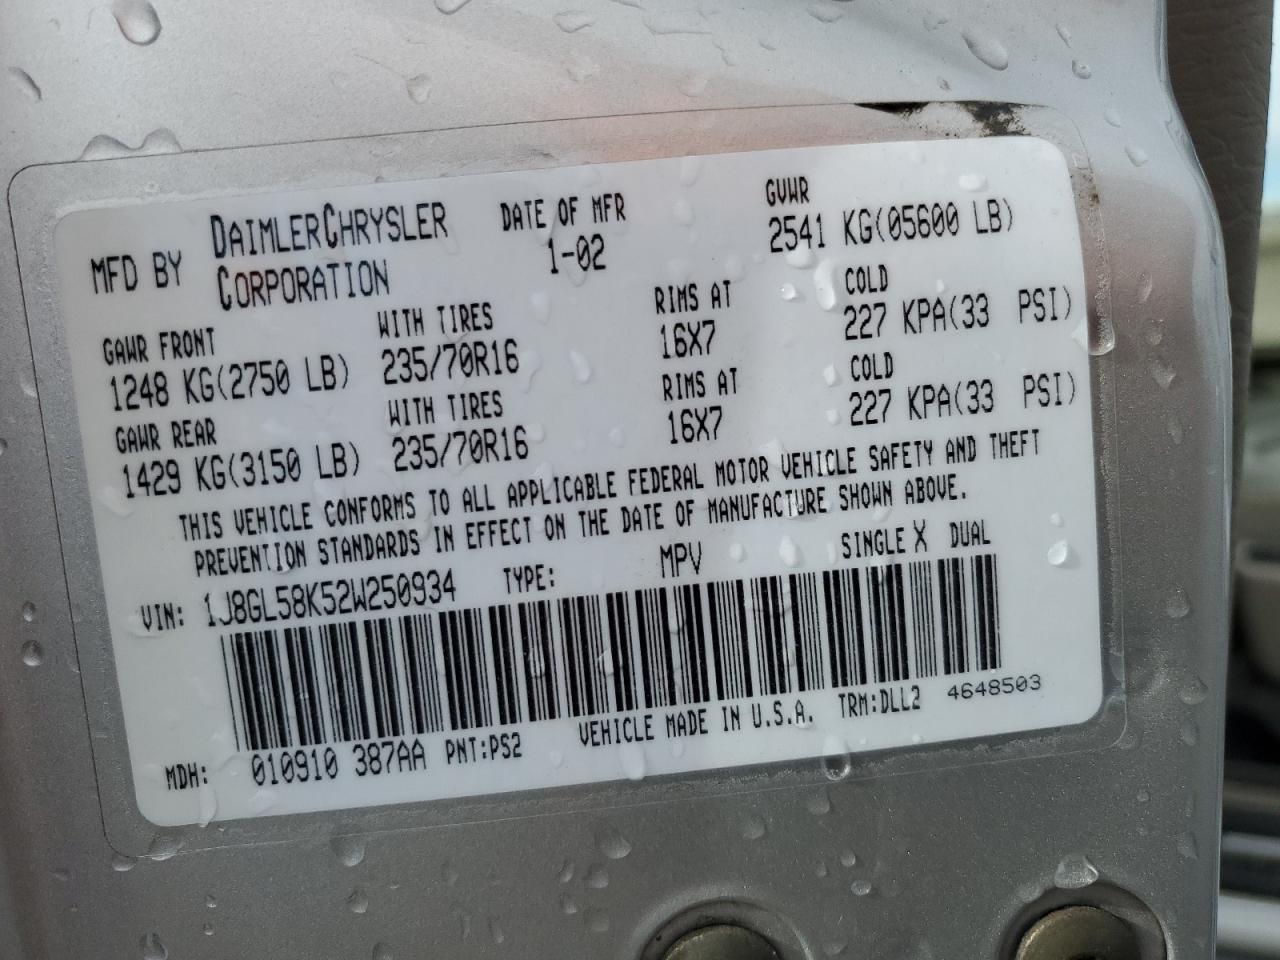 MFD BY DAIMLERCHRYSLER CORPORATION
DATE OF MFR 1-02
GVWR 2541 KG(05600 LB)
GAWR FRONT WITH TIRES RIMS AT COLD
1248 KG(2750 LB) 235/70R16 16X7 227 KPA(33 PSI)
GAWR REAR WITH TIRES RIMS AT COLD
1429 KG(3150 LB) 235/70R16 16X7 227 KPA(33 PSI)
THIS VEHICLE CONFORMS TO ALL APPLICABLE FEDERAL MOTOR VEHICLE SAFETY AND THEFT
PREVENTION STANDARDS IN EFFECT ON THE DATE OF MANUFACTURE SHOWN ABOVE.
VIN: 1J8GL58K52W250934 TYPE: MPV SINGLE X DUAL
MDH: 010910 387AA PNT:PS2 VEHICLE MADE IN U.S.A. TRM:DLL2 4648503